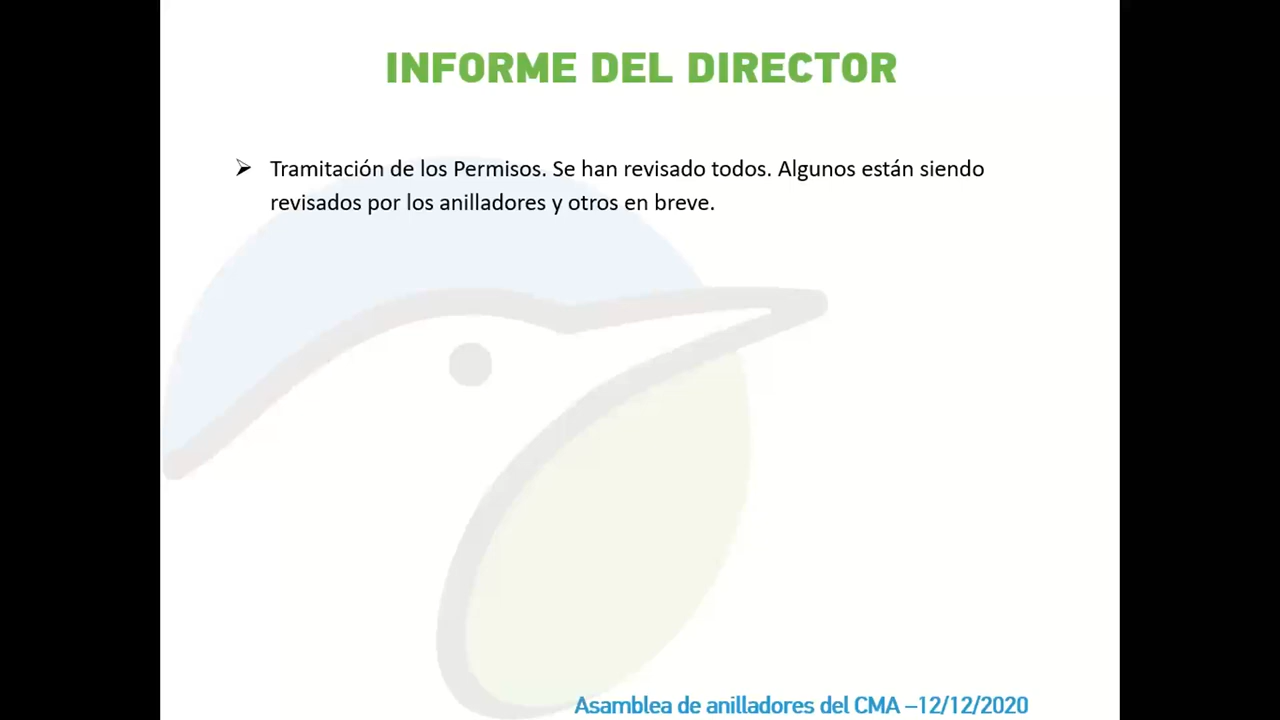 INFORME DEL DIRECTOR
➢ Tramitación de los Permisos. Se han revisado todos. Algunos están siendo
revisados por los anilladores y otros en breve.
Asamblea de anilladores del CMA –12/12/2020